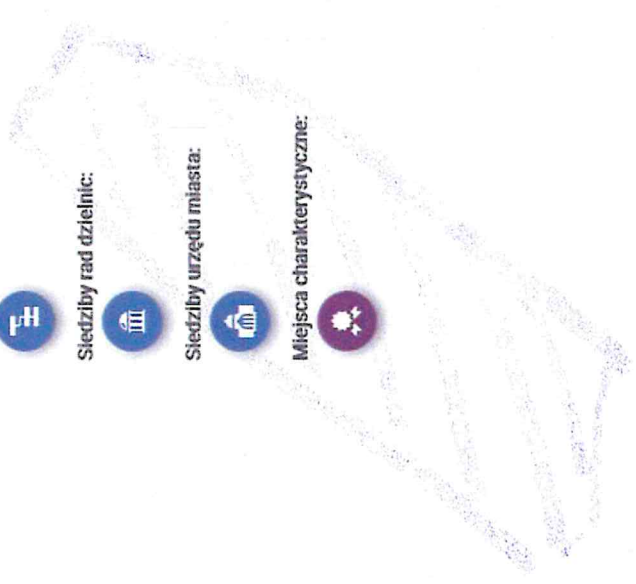 Siedziby rad dzielnic:
Siedziby urzędu miasta:
Miejsca charakterystyczne: